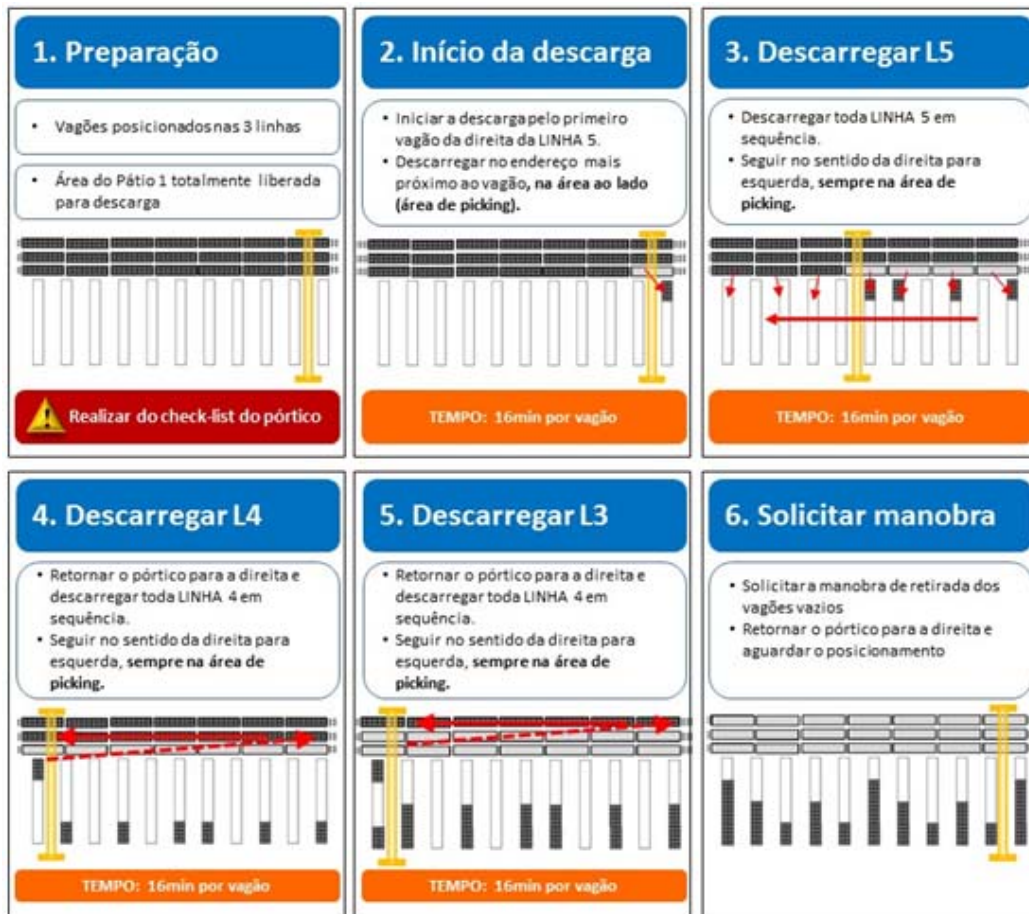 1. Preparação
• Vagões posicionados nas 3 linhas
• Área do Pátio 1 totalmente liberada
para descarga
Realizar do check-list do pórtico
2. Início da descarga
• Iniciar a descarga pelo primeiro
vagão da direita da LINHA 5.
• Descarregar no endereço mais
próximo ao vagão, na área ao lado
(área de picking).
TEMPO: 16min por vagão
3. Descarregar L5
• Descarregar toda LINHA 5 em
sequência.
• Seguir no sentido da direita para
esquerda, sempre na área de
picking.
TEMPO: 16min por vagão
4. Descarregar L4
• Retornar o pórtico para a direita e
descarregar toda LINHA 4 em
sequência.
• Seguir no sentido da direita para
esquerda, sempre na área de
picking.
TEMPO: 16min por vagão
5. Descarregar L3
• Retornar o pórtico para a direita e
descarregar toda LINHA 4 em
sequência.
• Seguir no sentido da direita para
esquerda, sempre na área de
picking.
TEMPO: 16min por vagão
6. Solicitar manobra
• Solicitar a manobra de retirada dos
vagões vazios
• Retornar o pórtico para a direita e
aguardar o posicionamento